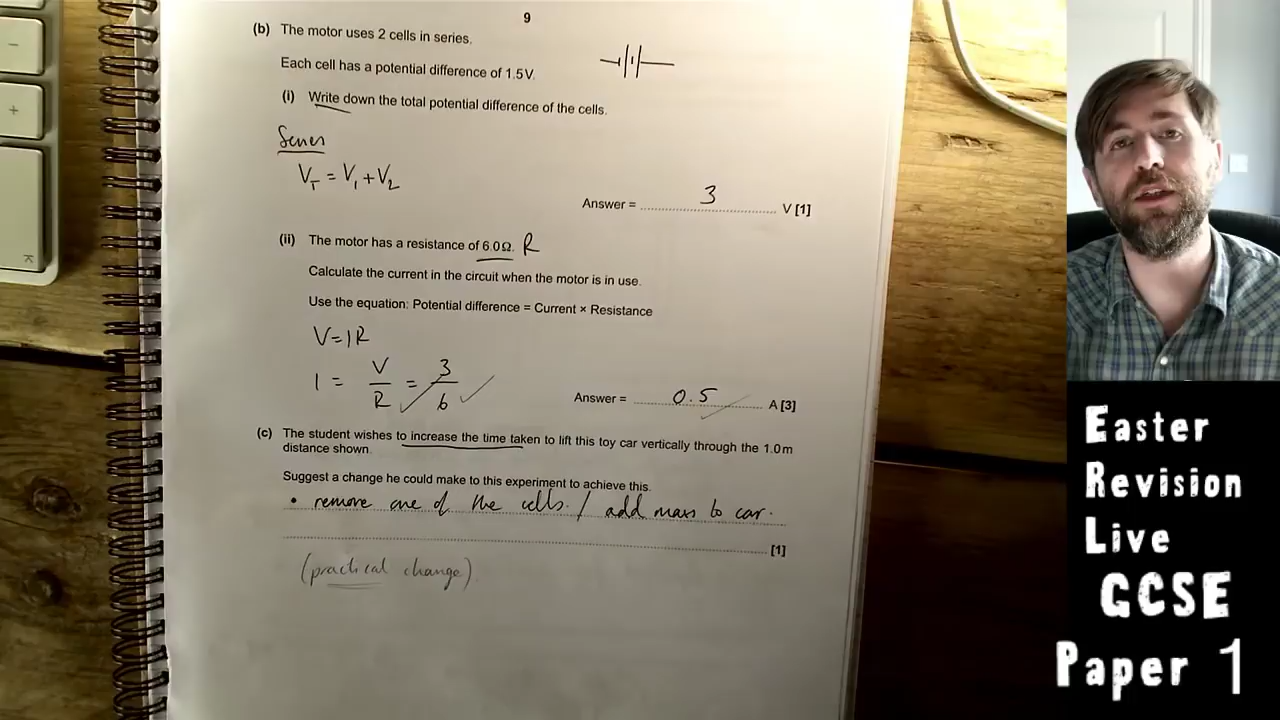 9
(b) The motor uses 2 cells in series.
Each cell has a potential difference of 1.5V.
(i) Write down the total potential difference of the cells.
Series
V_T = V_1 + V_2
Answer = 3 V [1]
(ii) The motor has a resistance of 6.0Ω. R
Calculate the current in the circuit when the motor is in use.
Use the equation: Potential difference = Current × Resistance
V=IR
I = V/R = 3/6
Answer = 0.5 A [3]
(c) The student wishes to increase the time taken to lift this toy car vertically through the 1.0m
distance shown.
Suggest a change he could make to this experiment to achieve this.
• remove one of the cells. / add mass to car.
[1]
(practical change).
Easter
Revision
Live
GCSE
Paper 1